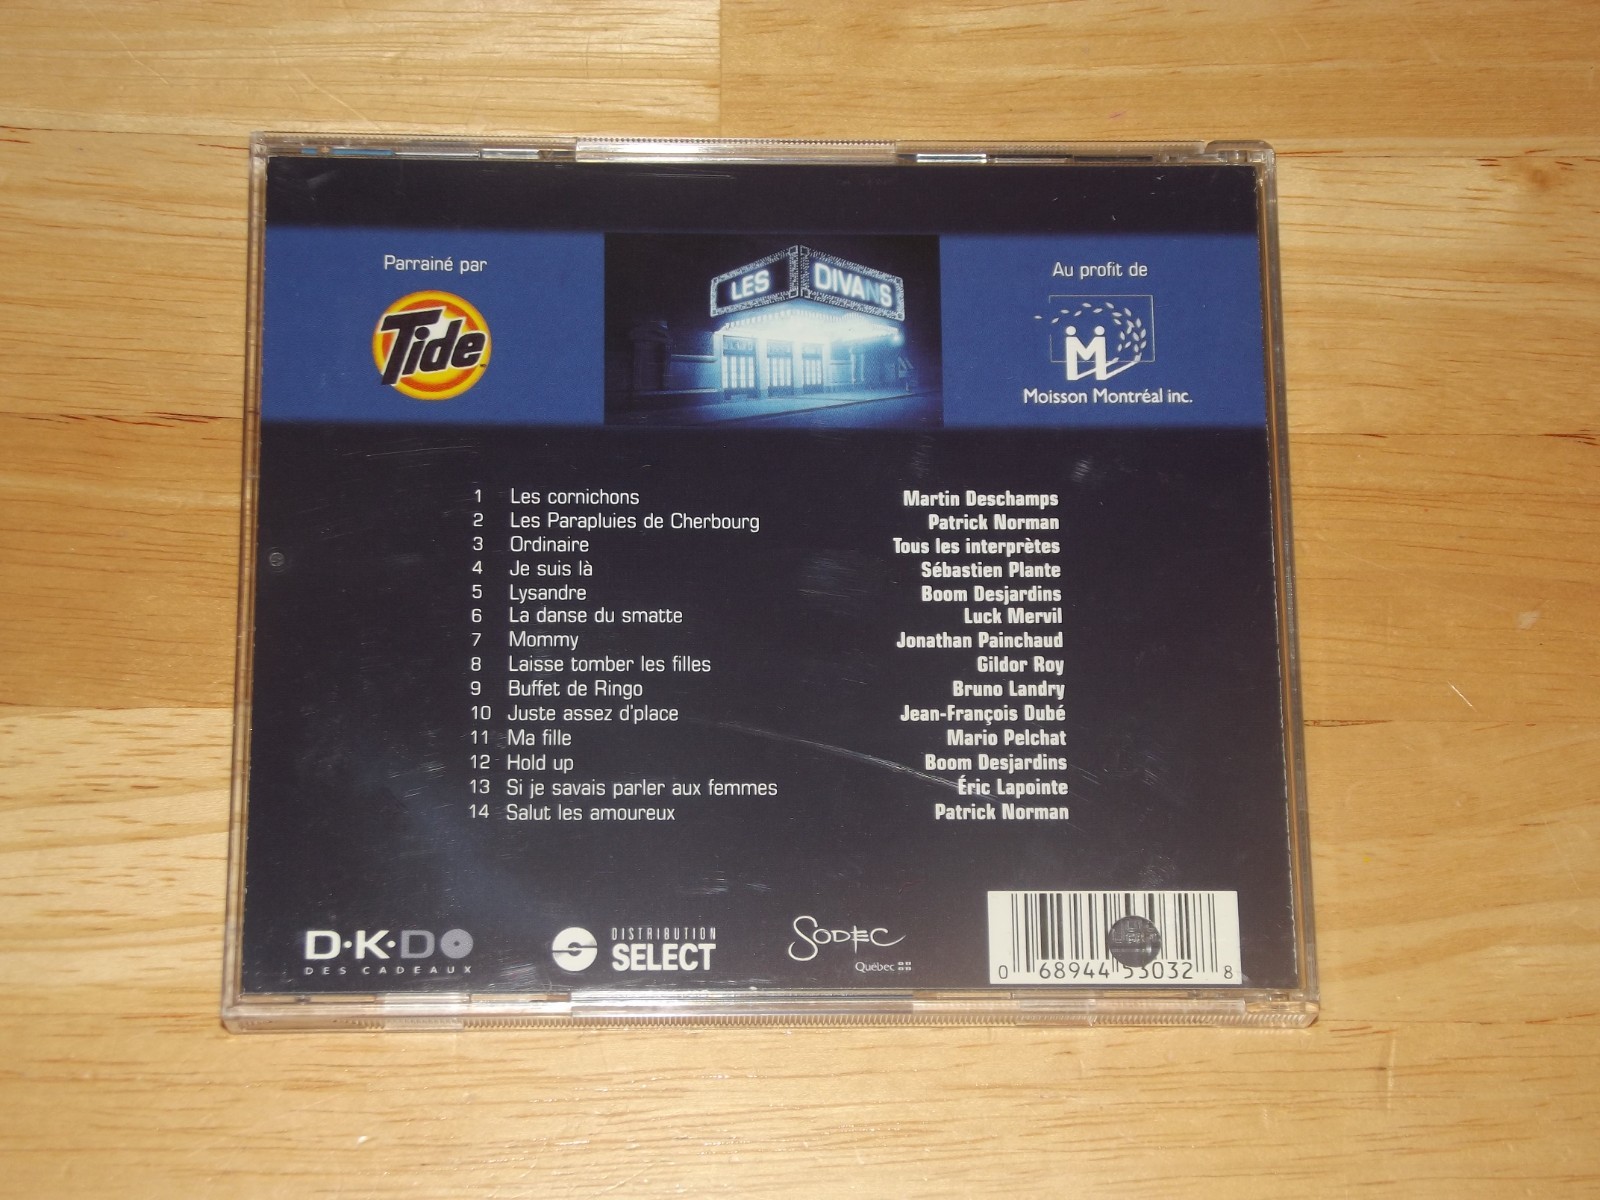 Parrainé par
Tide
LES DIVANS
Au profit de
M
Moisson Montréal inc.
1 Les cornichons Martin Deschamps
2 Les Parapluies de Cherbourg Patrick Norman
3 Ordinaire Tous les interprètes
4 Je suis là Sébastien Plante
5 Lysandre Boom Desjardins
6 La danse du smatte Luck Mervil
7 Mommy Jonathan Painchaud
8 Laisse tomber les filles Gildor Roy
9 Buffet de Ringo Bruno Landry
10 Juste assez d'place Jean-François Dubé
11 Ma fille Mario Pelchat
12 Hold up Boom Desjardins
13 Si je savais parler aux femmes Éric Lapointe
14 Salut les amoureux Patrick Norman
D·K·DO
DES CADEAUX
DISTRIBUTION
SELECT
SODEC
Québec
0 68944 53032 8